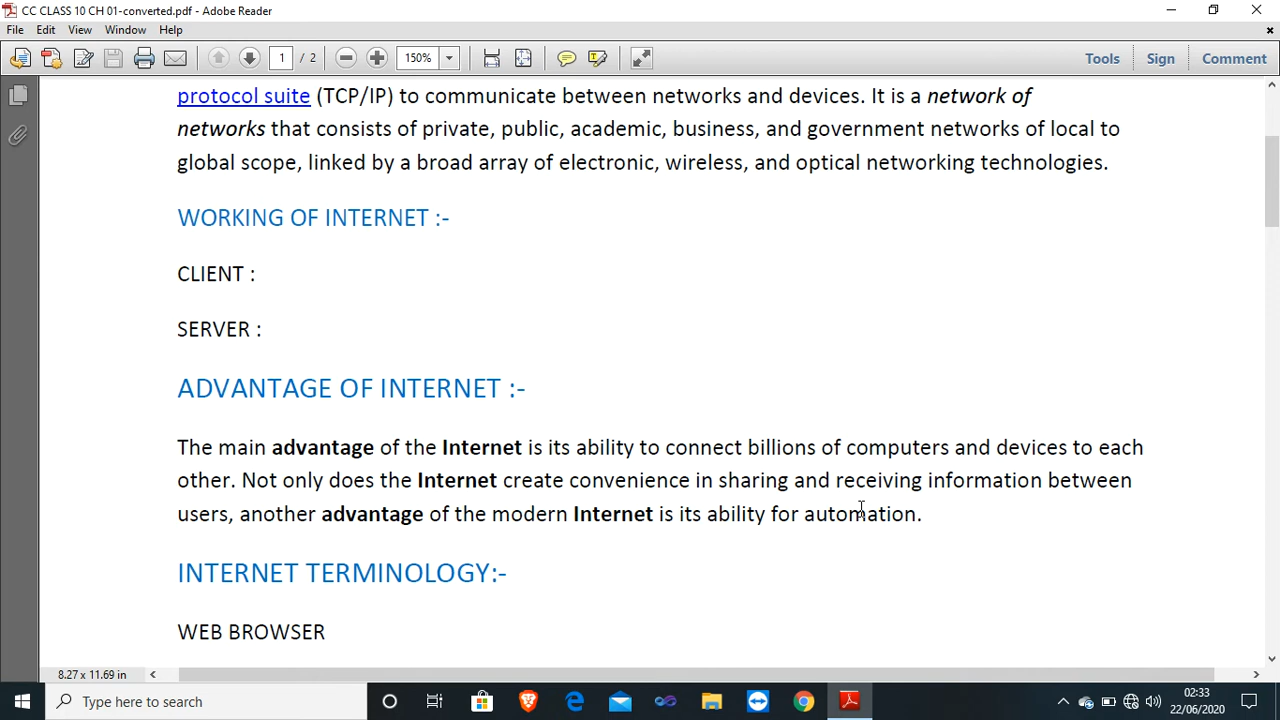 CC CLASS 10 CH 01-converted.pdf - Adobe Reader
File Edit View Window Help
1 / 2 150% Tools Sign Comment
protocol suite (TCP/IP) to communicate between networks and devices. It is a network of
networks that consists of private, public, academic, business, and government networks of local to
global scope, linked by a broad array of electronic, wireless, and optical networking technologies.
WORKING OF INTERNET :-
CLIENT :
SERVER :
ADVANTAGE OF INTERNET :-
The main advantage of the Internet is its ability to connect billions of computers and devices to each
other. Not only does the Internet create convenience in sharing and receiving information between
users, another advantage of the modern Internet is its ability for automation.
INTERNET TERMINOLOGY:-
WEB BROWSER
8.27 x 11.69 in
Type here to search
02:33
22/06/2020